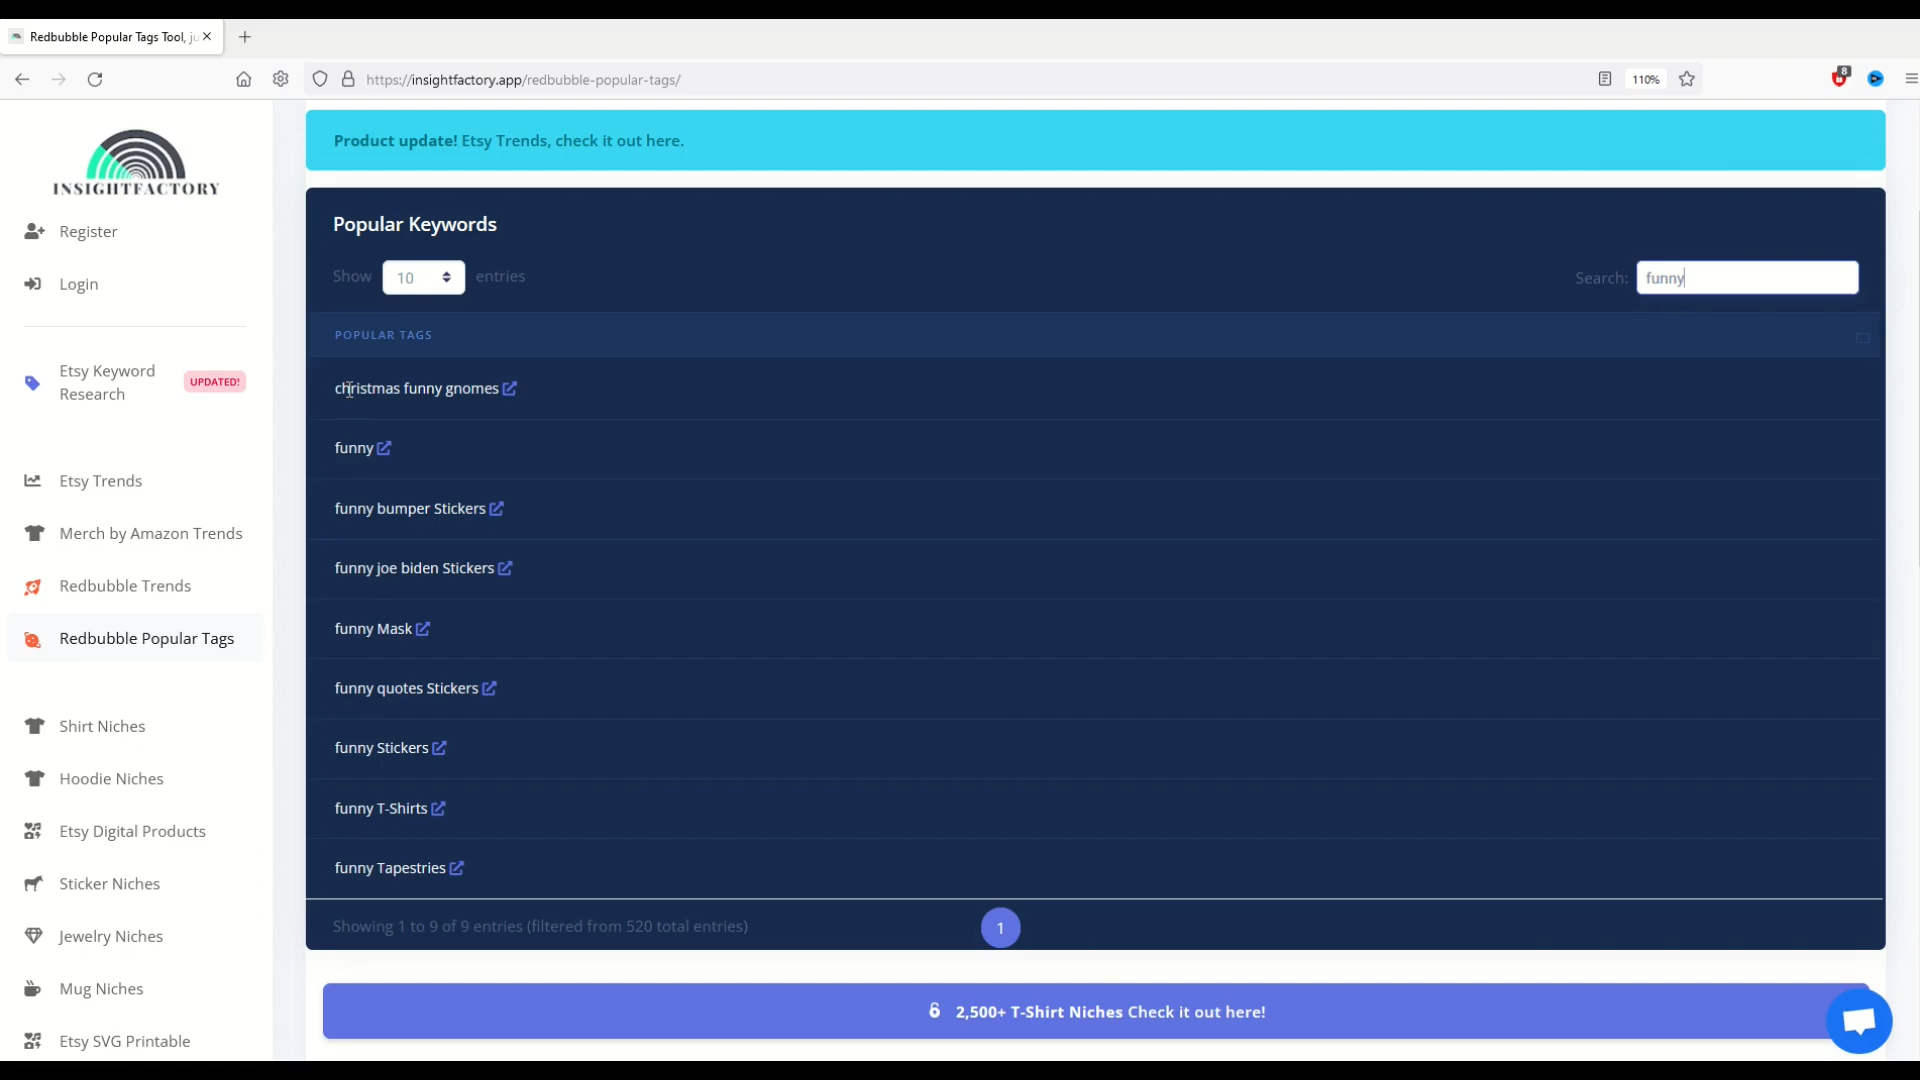 Redbubble Popular Tags Tool, ju
https://insightfactory.app/redbubble-popular-tags/
110%
8
INSIGHTFACTORY
Register
Login
Etsy Keyword
Research
UPDATED!
Etsy Trends
Merch by Amazon Trends
Redbubble Trends
Redbubble Popular Tags
Shirt Niches
Hoodie Niches
Etsy Digital Products
Sticker Niches
Jewelry Niches
Mug Niches
Etsy SVG Printable
Product update! Etsy Trends, check it out here.
Popular Keywords
Show 10 entries
Search: funny
POPULAR TAGS
christmas funny gnomes
funny
funny bumper Stickers
funny joe biden Stickers
funny Mask
funny quotes Stickers
funny Stickers
funny T-Shirts
funny Tapestries
Showing 1 to 9 of 9 entries (filtered from 520 total entries)
1
2,500+ T-Shirt Niches Check it out here!